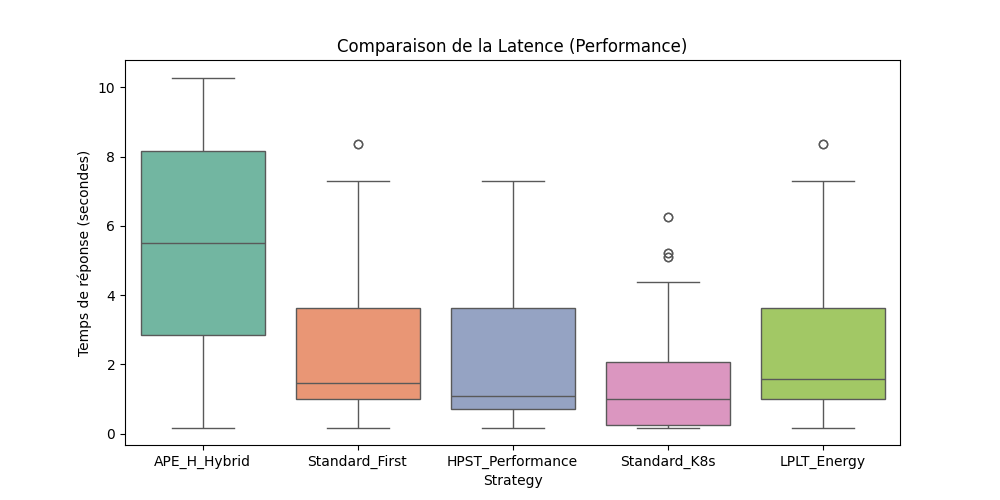 Comparaison de la Latence (Performance)
Temps de réponse (secondes)
10
8
6
4
2
0
APE_H_Hybrid
Standard_First
HPST_Performance
Standard_K8s
LPLT_Energy
Strategy